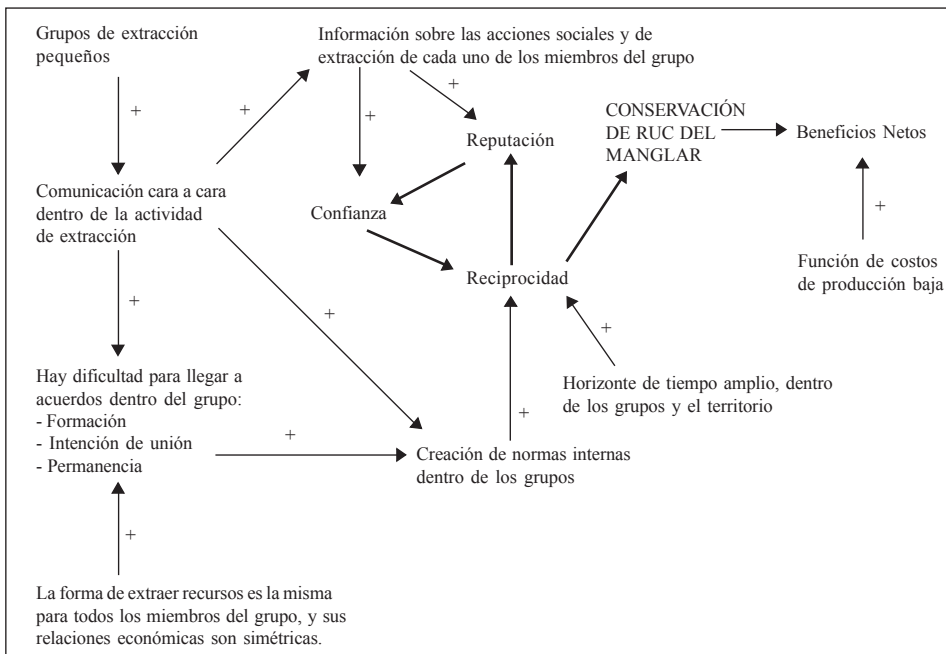 Grupos de extracción
pequeños
Información sobre las acciones sociales y de
extracción de cada uno de los miembros del grupo
+
+
+
+
CONSERVACIÓN
DE RUC DEL
MANGLAR
Beneficios Netos
Reputación
Comunicación cara a cara
dentro de la actividad
de extracción
Confianza
+
Reciprocidad
Función de costos
de producción baja
+
+
+
Hay dificultad para llegar a
acuerdos dentro del grupo:
- Formación
- Intención de unión
- Permanencia
Horizonte de tiempo amplio, dentro
de los grupos y el territorio
+
+
Creación de normas internas
dentro de los grupos
+
La forma de extraer recursos es la misma
para todos los miembros del grupo, y sus
relaciones económicas son simétricas.